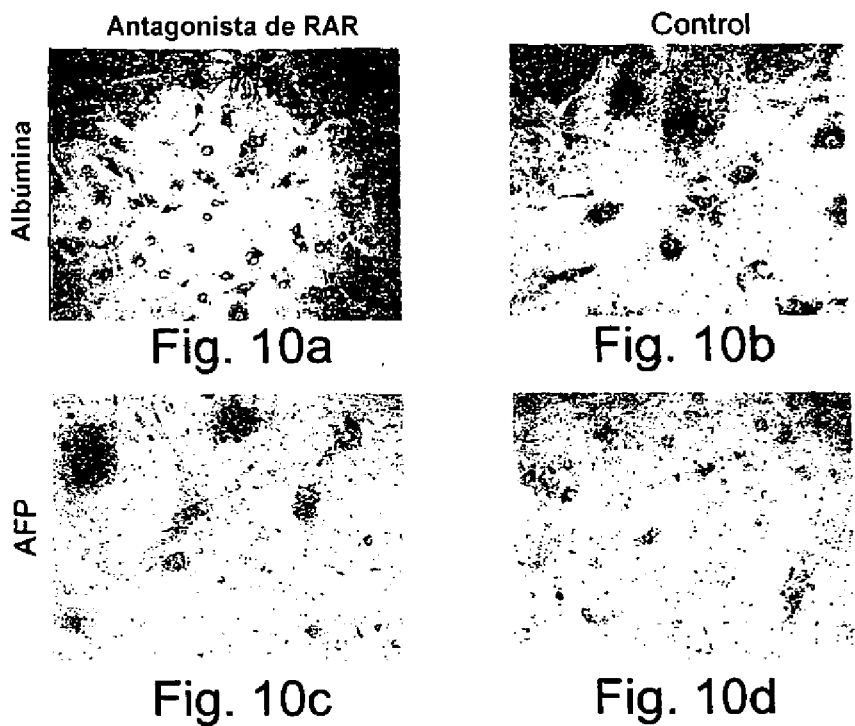 Antagonista de RAR
Control
Albúmina
Fig. 10a
Fig. 10b
AFP
Fig. 10c
Fig. 10d